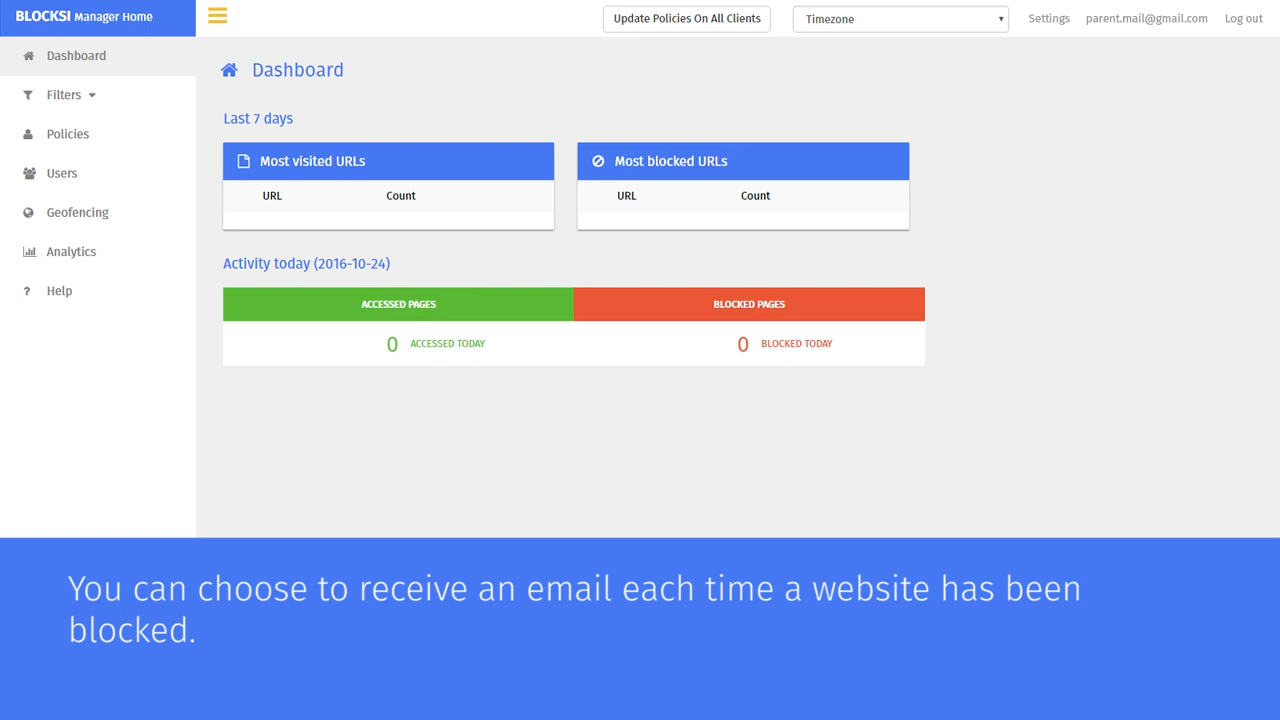 BLOCKSI Manager Home
Update Policies On All Clients
Timezone
Settings
parent.mail@gmail.com
Log out
Dashboard
Filters
Policies
Users
Geofencing
Analytics
? Help
Dashboard
Last 7 days
Most visited URLs
URL Count
Most blocked URLs
URL Count
Activity today (2016-10-24)
ACCESSED PAGES
BLOCKED PAGES
0 ACCESSED TODAY
0 BLOCKED TODAY
You can choose to receive an email each time a website has been
blocked.